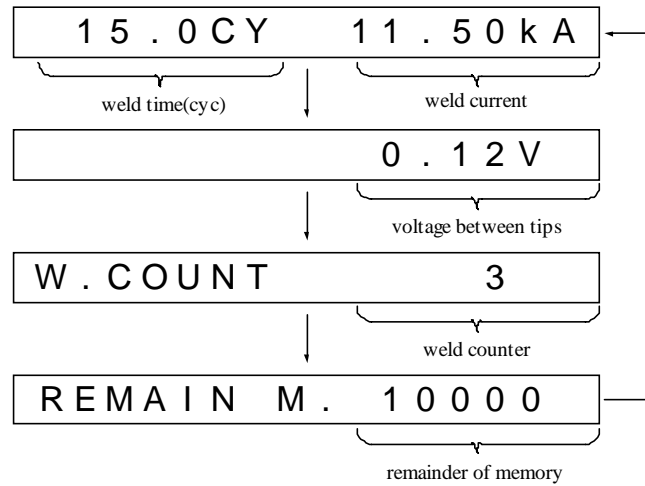 15.0CY 11.50kA
weld time(cyc) weld current
0.12V
voltage between tips
W.COUNT 3
weld counter
REMAIN M. 10000
remainder of memory